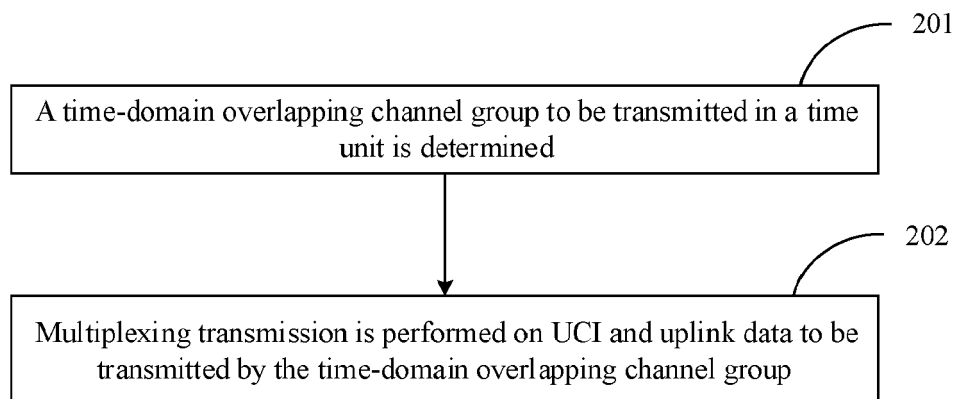 201
A time-domain overlapping channel group to be transmitted in a time
unit is determined
202
Multiplexing transmission is performed on UCI and uplink data to be
transmitted by the time-domain overlapping channel group